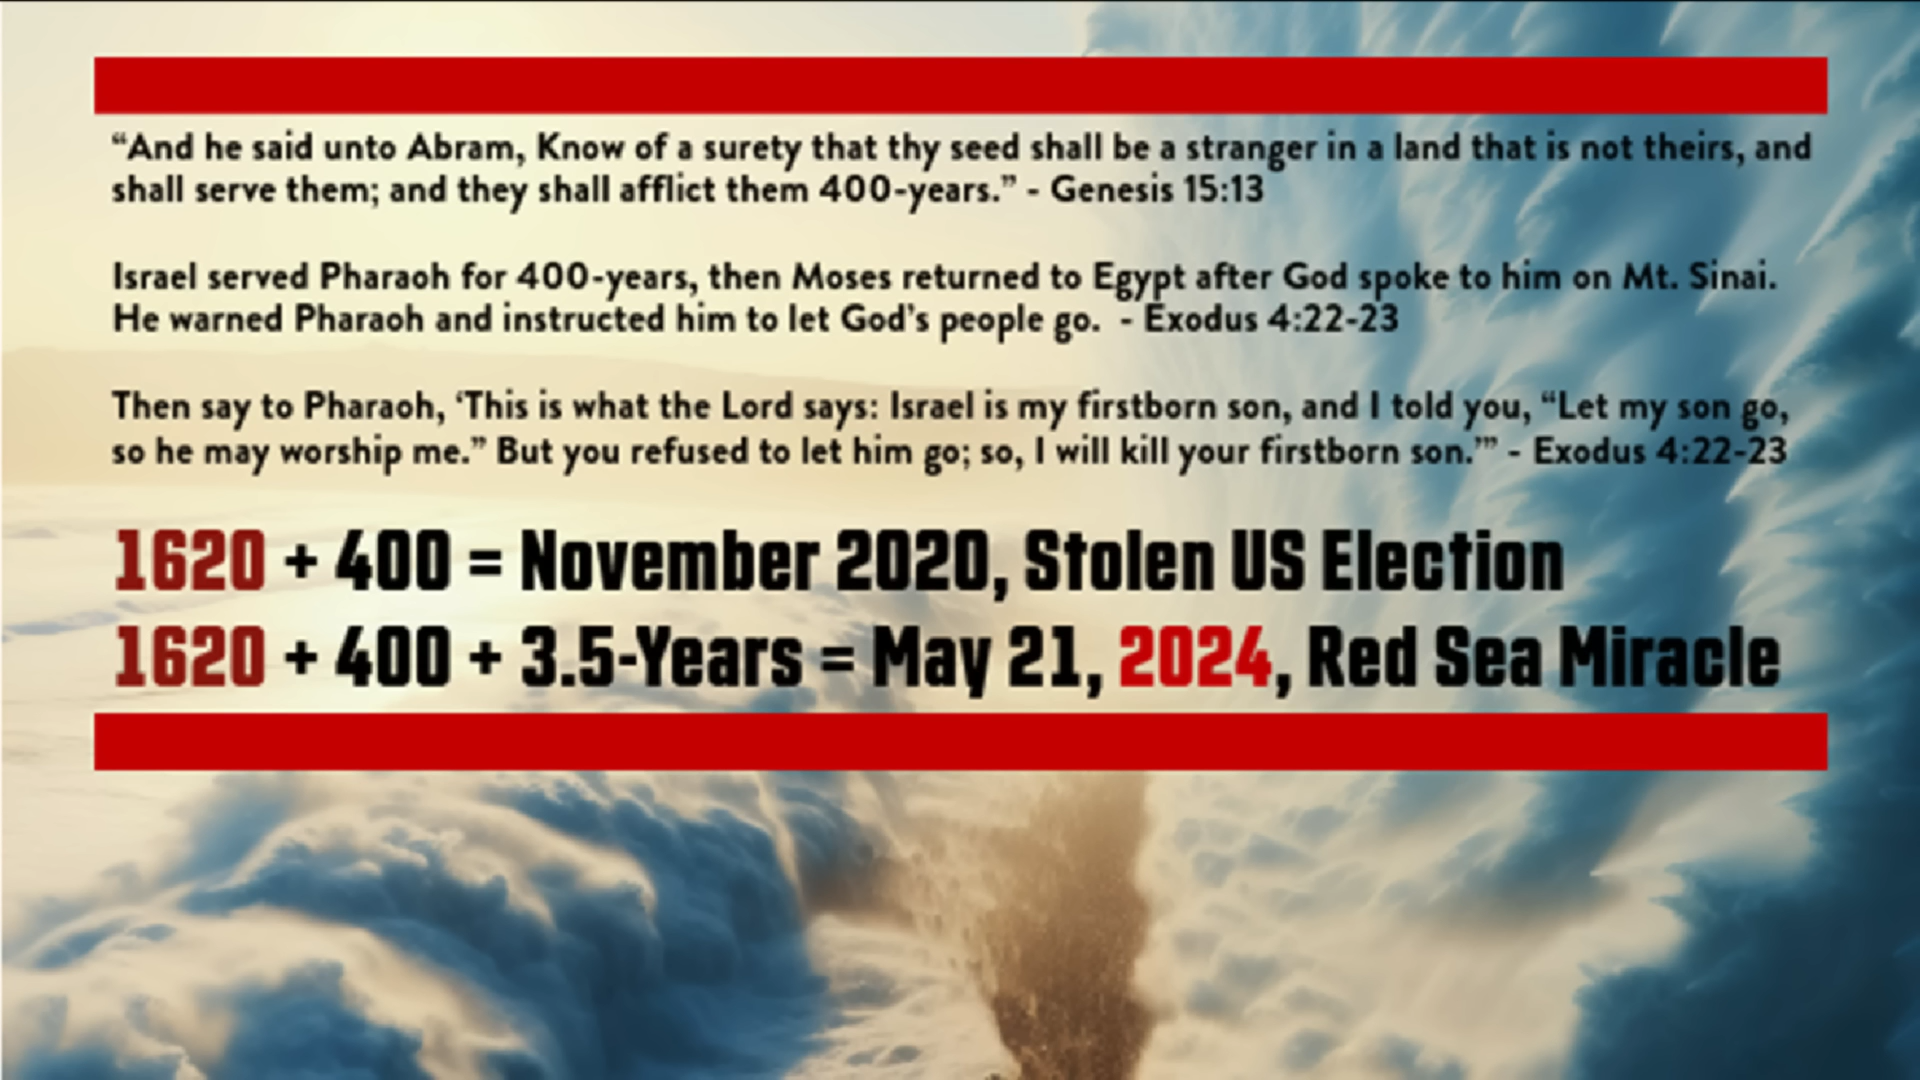 “And he said unto Abram, Know of a surety that thy seed shall be a stranger in a land that is not theirs, and
shall serve them; and they shall afflict them 400-years.” - Genesis 15:13
Israel served Pharaoh for 400-years, then Moses returned to Egypt after God spoke to him on Mt. Sinai.
He warned Pharaoh and instructed him to let God’s people go. - Exodus 4:22-23
Then say to Pharaoh, ‘This is what the Lord says: Israel is my firstborn son, and I told you, “Let my son go,
so he may worship me.” But you refused to let him go; so, I will kill your firstborn son.’” - Exodus 4:22-23
1620 + 400 = November 2020, Stolen US Election
1620 + 400 + 3.5-Years = May 21, 2024, Red Sea Miracle